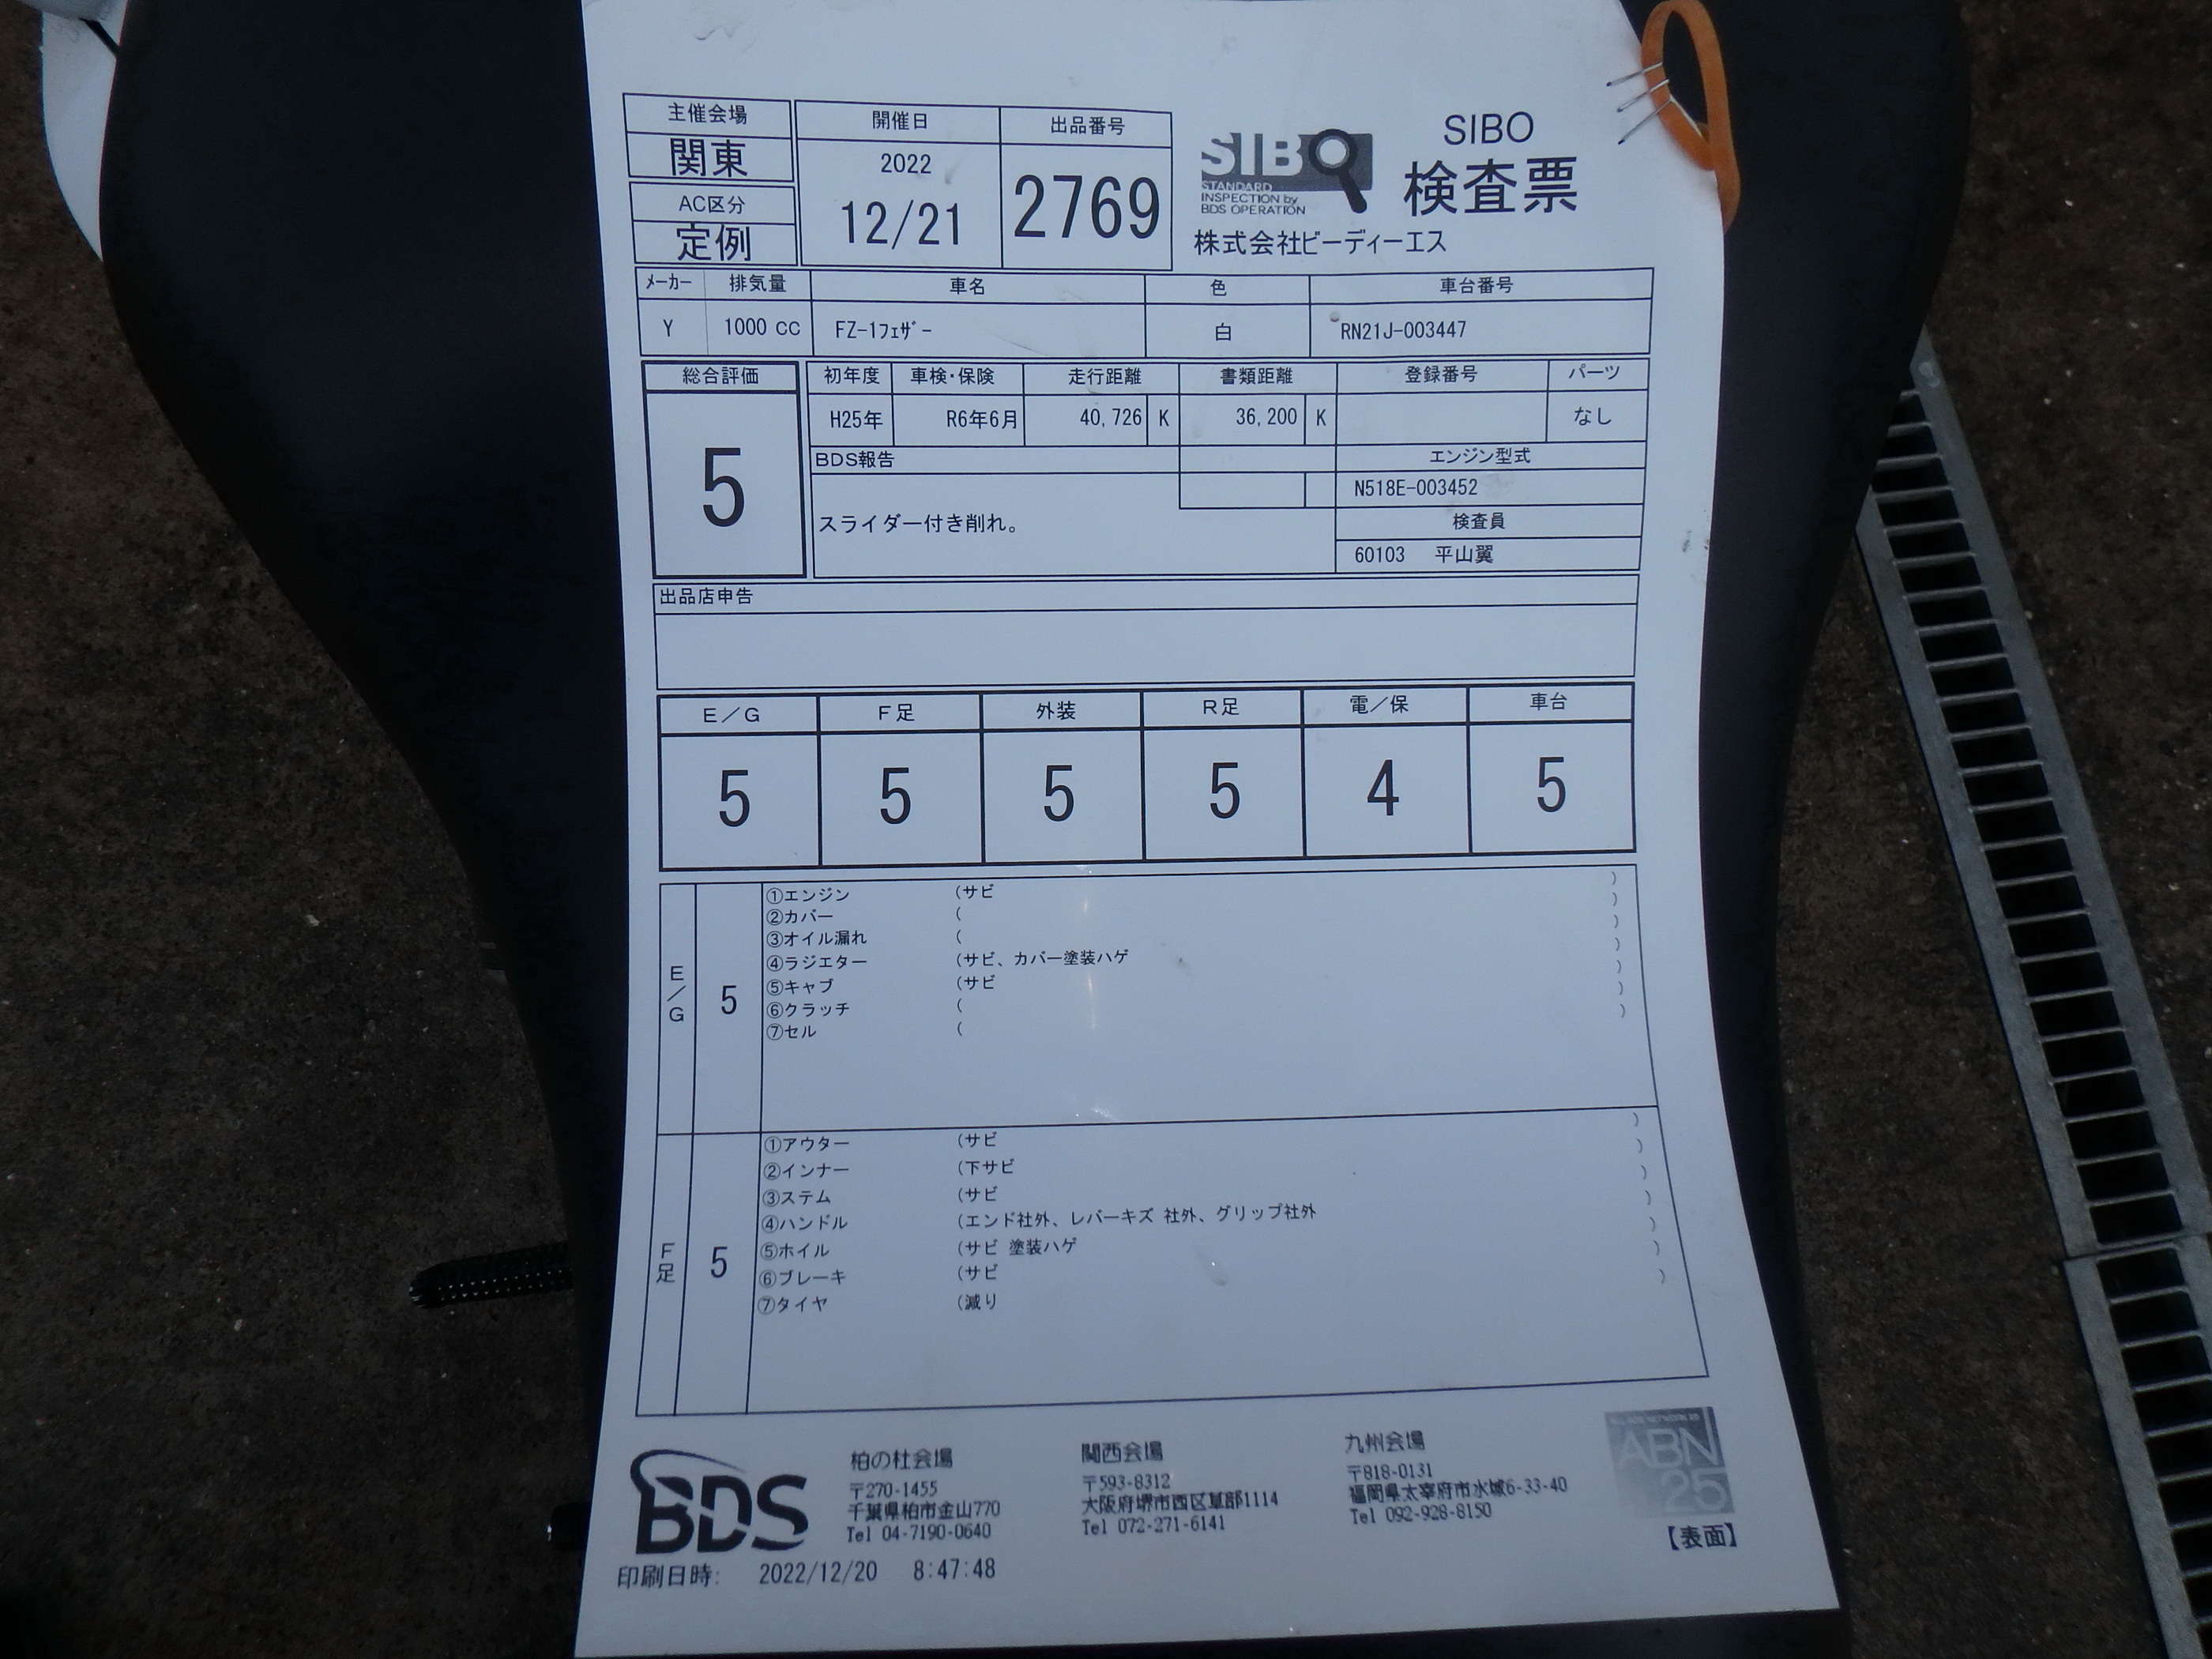 主催会場
関東
AC区分
定例
開催日
2022
12/21
出品番号
2769
SIBO
STANDARD
INSPECTION by
BDS OPERATION
SIBO
検査票
株式会社ビーディーエス
ﾒｰｶｰ 排気量 車名 色 車台番号
Y 1000 CC FZ-1ﾌｪｻﾞｰ 白 RN21J-003447
総合評価
5
初年度 車検・保険 走行距離 書類距離 登録番号 パーツ
H25年 R6年6月 40,726 K 36,200 K なし
BDS報告
スライダー付き削れ。
エンジン型式
N518E-003452
検査員
60103 平山翼
出品店申告
E/G F足 外装 R足 電/保 車台
5 5 5 5 4 5
E/G
5
①エンジン (サビ )
②カバー ( )
③オイル漏れ ( )
④ラジエター (サビ、カバー塗装ハゲ )
⑤キャブ (サビ )
⑥クラッチ ( )
⑦セル ( )
F足
5
①アウター (サビ )
②インナー (下サビ )
③ステム (サビ )
④ハンドル (エンド社外、レバーキズ 社外、グリップ社外 )
⑤ホイル (サビ 塗装ハゲ )
⑥ブレーキ (サビ )
⑦タイヤ (減り )
BDS
柏の杜会場
〒270-1455
千葉県柏市金山770
Tel 04-7190-0640
関西会場
〒593-8312
大阪府堺市西区草部1114
Tel 072-271-6141
九州会場
〒818-0131
福岡県太宰府市水城6-33-40
Tel 092-928-8150
ABN
25
【表面】
印刷日時: 2022/12/20 8:47:48